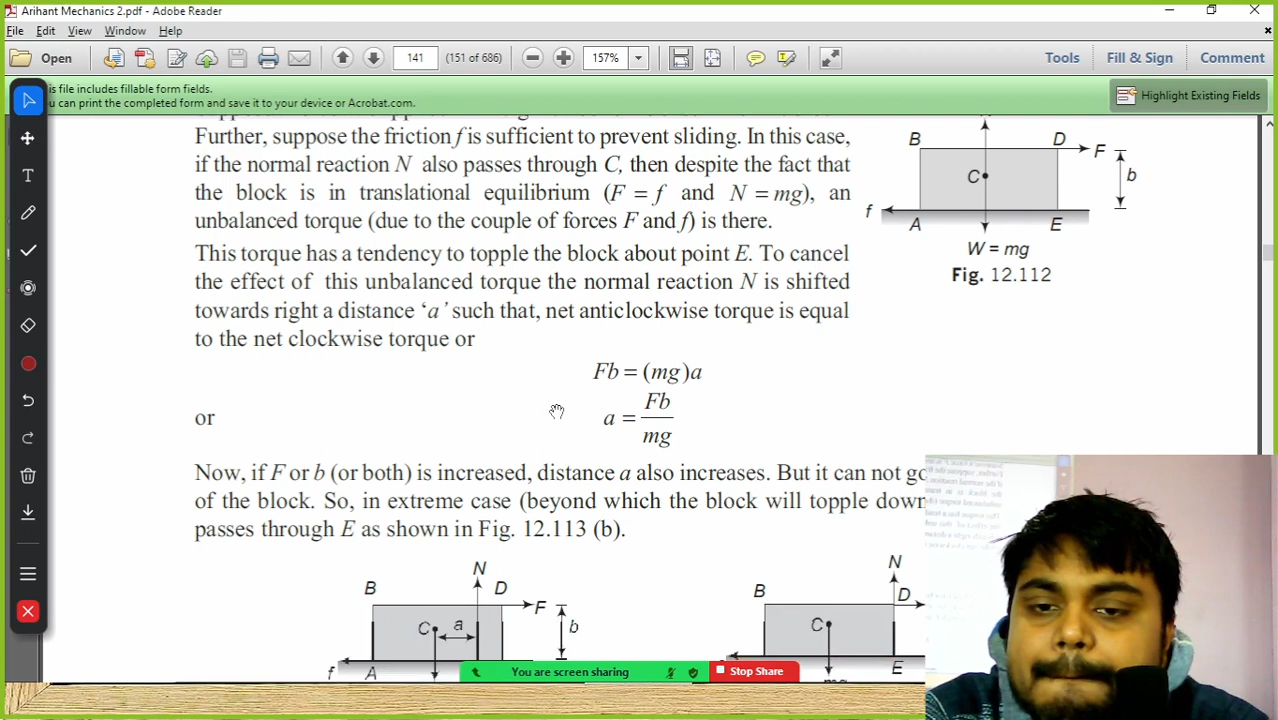 Arihant Mechanics 2.pdf - Adobe Reader
File Edit View Window Help
Open 141 (151 of 686) 157% Tools Fill & Sign Comment
is file includes fillable form fields.
u can print the completed form and save it to your device or Acrobat.com.
Highlight Existing Fields
Further, suppose the friction f is sufficient to prevent sliding. In this case,
if the normal reaction N also passes through C, then despite the fact that
the block is in translational equilibrium (F = f and N = mg), an
unbalanced torque (due to the couple of forces F and f) is there.
B D F
C b
f A E
W = mg
Fig. 12.112
This torque has a tendency to topple the block about point E. To cancel
the effect of this unbalanced torque the normal reaction N is shifted
towards right a distance ‘a’ such that, net anticlockwise torque is equal
to the net clockwise torque or
Fb = (mg)a
or a = Fb
mg
Now, if F or b (or both) is increased, distance a also increases. But it can not go
of the block. So, in extreme case (beyond which the block will topple down
passes through E as shown in Fig. 12.113 (b).
N
B D F
C a b
f A
N
B D
C
E
T
You are screen sharing Stop Share